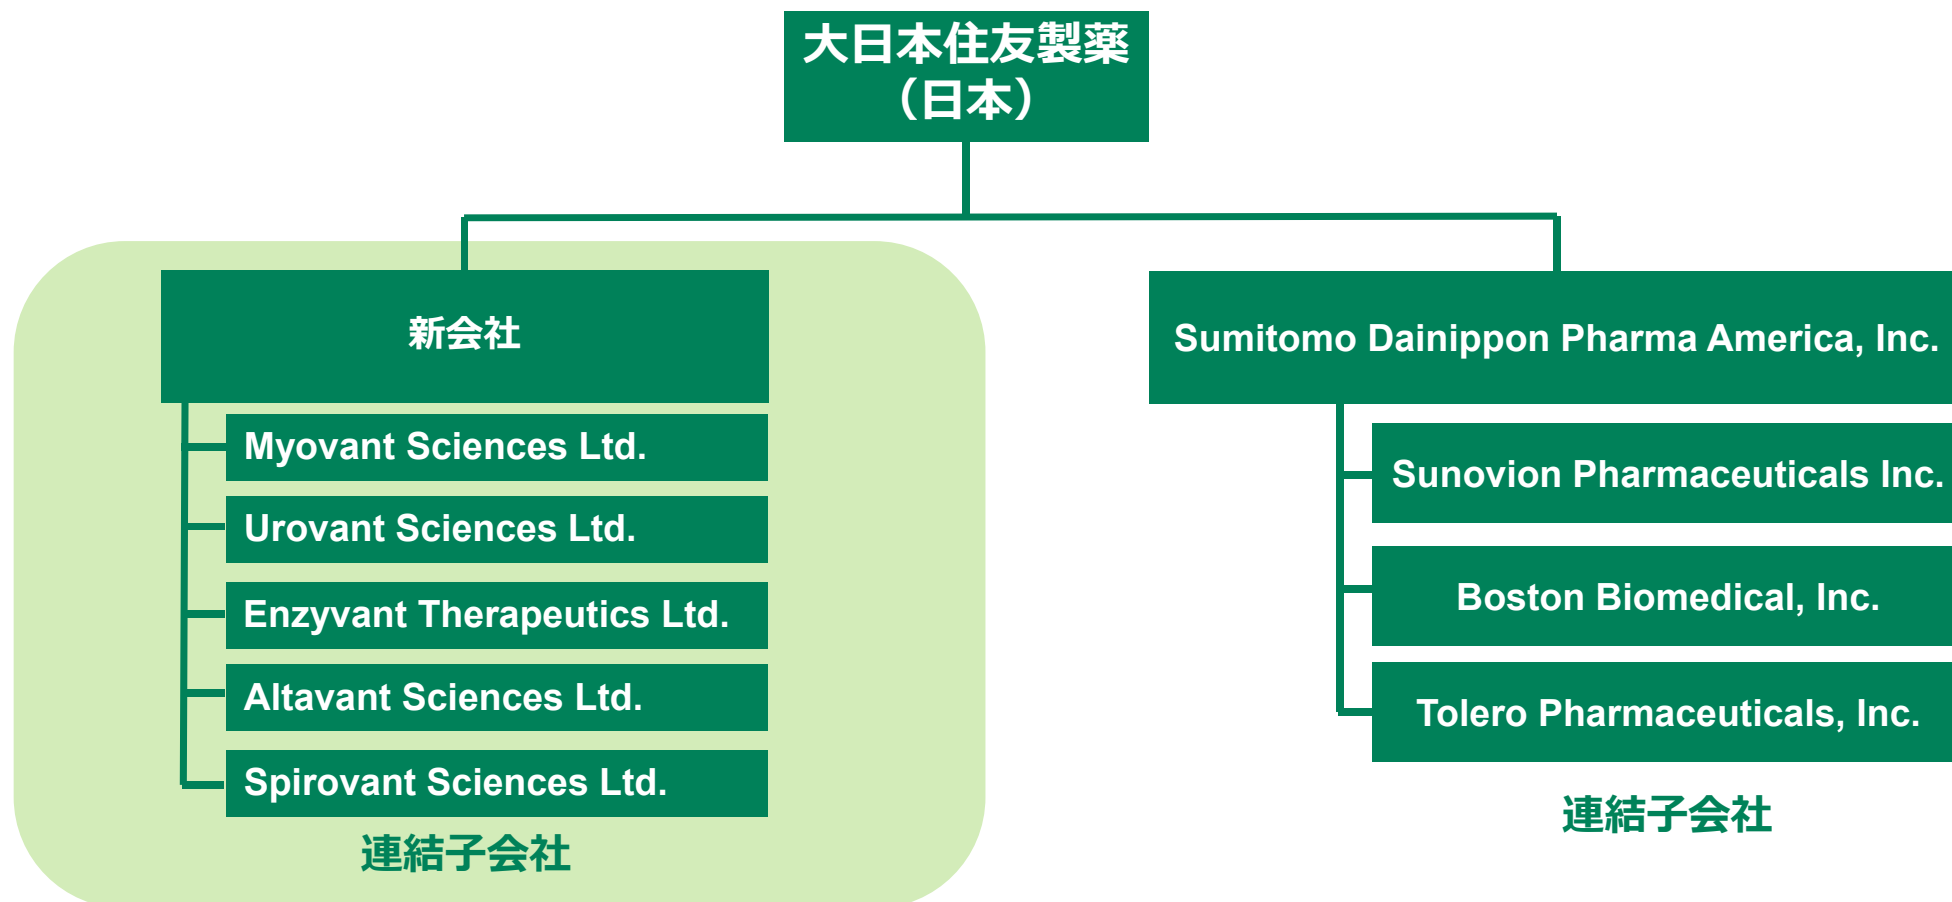 大日本住友製薬
（日本）
新会社
Myovant Sciences Ltd.
Urovant Sciences Ltd.
Enzyvant Therapeutics Ltd.
Altavant Sciences Ltd.
Spirovant Sciences Ltd.
連結子会社
Sumitomo Dainippon Pharma America, Inc.
Sunovion Pharmaceuticals Inc.
Boston Biomedical, Inc.
Tolero Pharmaceuticals, Inc.
連結子会社